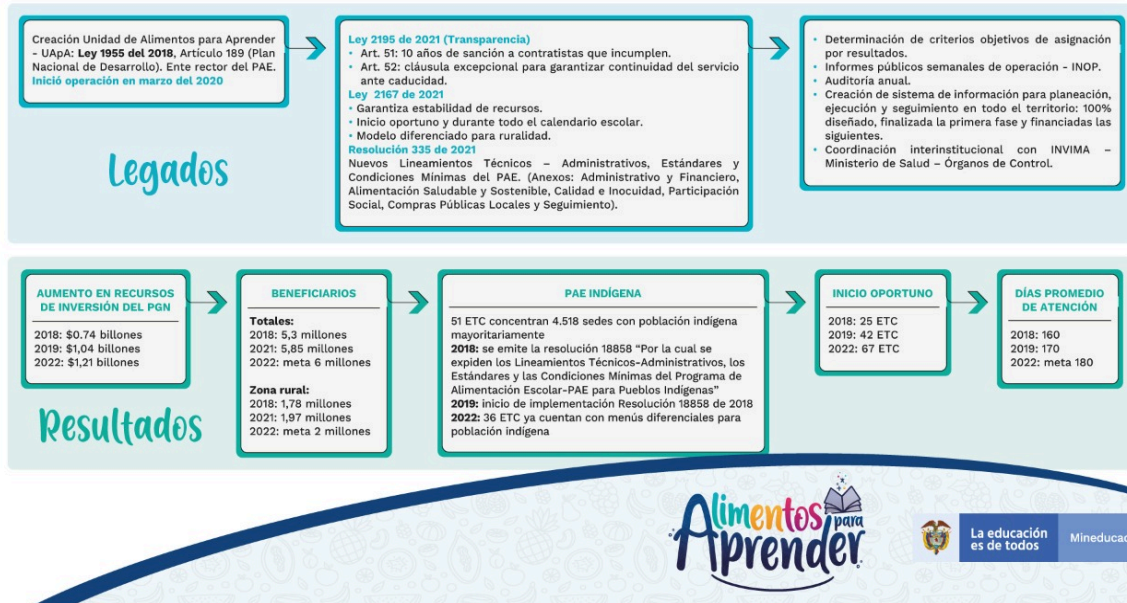 Creación Unidad de Alimentos para Aprender
- UApA: Ley 1955 del 2018, Artículo 189 (Plan
Nacional de Desarrollo). Ente rector del PAE.
Inició operación en marzo del 2020
Ley 2195 de 2021 (Transparencia)
• Art. 51: 10 años de sanción a contratistas que incumplen.
• Art. 52: cláusula excepcional para garantizar continuidad del servicio
ante caducidad.
Ley 2167 de 2021
• Garantiza estabilidad de recursos.
• Inicio oportuno y durante todo el calendario escolar.
• Modelo diferenciado para ruralidad.
Resolución 335 de 2021
Nuevos Lineamientos Técnicos – Administrativos, Estándares y
Condiciones Mínimas del PAE. (Anexos: Administrativo y Financiero,
Alimentación Saludable y Sostenible, Calidad e Inocuidad, Participación
Social, Compras Públicas Locales y Seguimiento).
• Determinación de criterios objetivos de asignación
por resultados.
• Informes públicos semanales de operación - INOP.
• Auditoría anual.
• Creación de sistema de información para planeación,
ejecución y seguimiento en todo el territorio: 100%
diseñado, finalizada la primera fase y financiadas las
siguientes.
• Coordinación interinstitucional con INVIMA –
Ministerio de Salud – Órganos de Control.
Legados
AUMENTO EN RECURSOS
DE INVERSIÓN DEL PGN
2018: $0.74 billones
2019: $1,04 billones
2022: $1,21 billones
BENEFICIARIOS
Totales:
2018: 5,3 millones
2021: 5,85 millones
2022: meta 6 millones
Zona rural:
2018: 1,78 millones
2021: 1,97 millones
2022: meta 2 millones
PAE INDÍGENA
51 ETC concentran 4.518 sedes con población indígena
mayoritariamente
2018: se emite la resolución 18858 “Por la cual se
expiden los Lineamientos Técnicos-Administrativos, los
Estándares y las Condiciones Mínimas del Programa de
Alimentación Escolar-PAE para Pueblos Indígenas”
2019: inicio de implementación Resolución 18858 de 2018
2022: 36 ETC ya cuentan con menús diferenciales para
población indígena
INICIO OPORTUNO
2018: 25 ETC
2019: 42 ETC
2022: 67 ETC
DÍAS PROMEDIO
DE ATENCIÓN
2018: 160
2019: 170
2022: meta 180
Resultados
Alimentos para
Aprender
La educación
es de todos
Mineducac